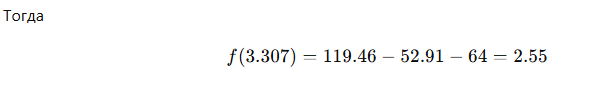 Тогда
f(3.307) = 119.46 − 52.91 − 64 = 2.55